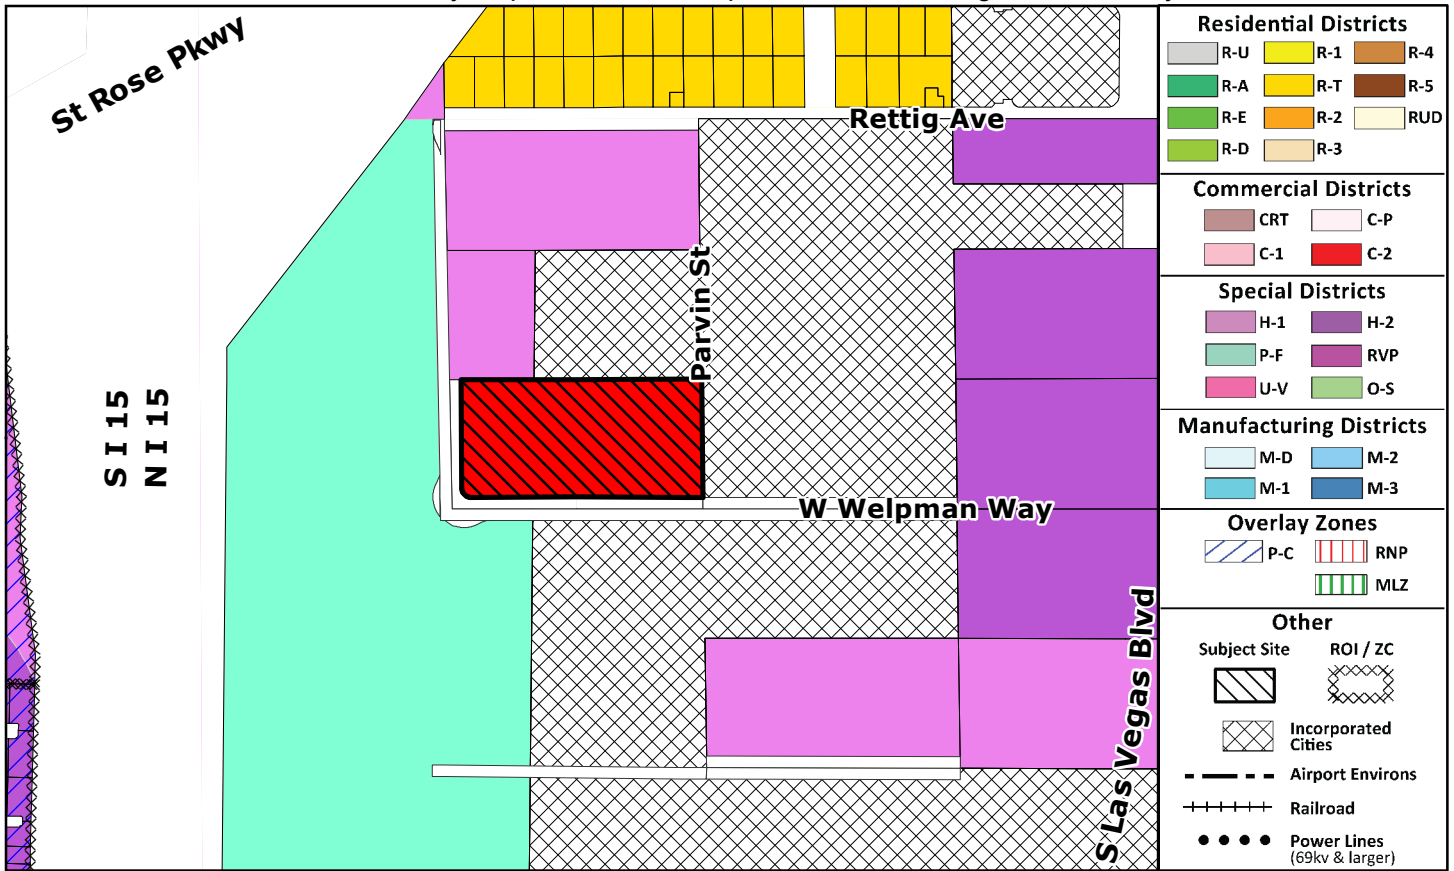 St Rose Pkwy
Rettig Ave
Parvin St
S I 15
N I 15
W Welpman Way
S Las Vegas Blvd
Residential Districts
R-U
R-1
R-4
R-A
R-T
R-5
R-E
R-2
RUD
R-D
R-3
Commercial Districts
CRT
C-P
C-1
C-2
Special Districts
H-1
H-2
P-F
RVP
U-V
O-S
Manufacturing Districts
M-D
M-2
M-1
M-3
Overlay Zones
P-C
RNP
MLZ
Other
Subject Site
ROI / ZC
Incorporated
Cities
Airport Environs
Railroad
Power Lines
(69kv & larger)